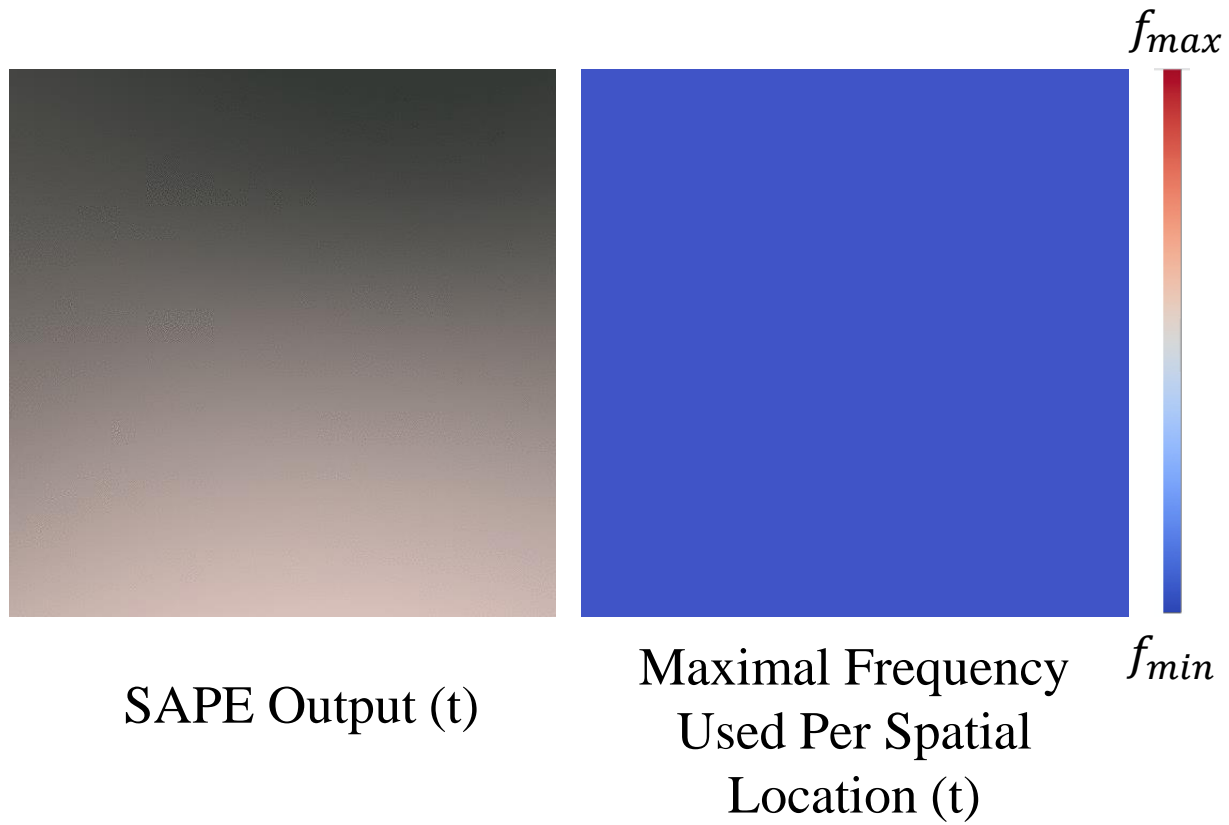 f_max
SAPE Output (t)
Maximal Frequency
Used Per Spatial
Location (t)
f_min